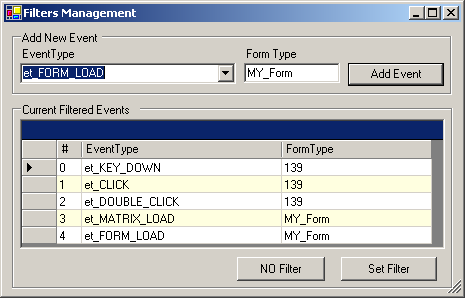 Filters Management
Add New Event
EventType Form Type
et_FORM_LOAD MY_Form Add Event
Current Filtered Events
# EventType FormType
0 et_KEY_DOWN 139
1 et_CLICK 139
2 et_DOUBLE_CLICK 139
3 et_MATRIX_LOAD MY_Form
4 et_FORM_LOAD MY_Form
NO Filter Set Filter